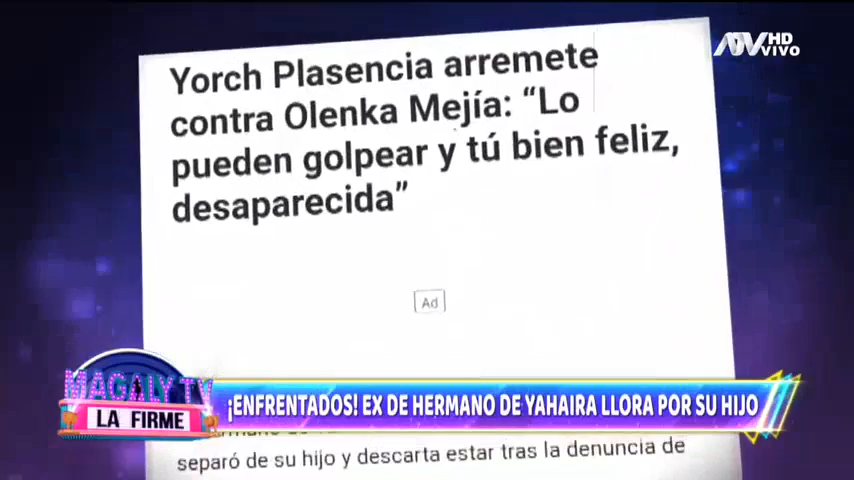 ATV HD
VIVO
Yorch Plasencia arremete
contra Olenka Mejía: “Lo
pueden golpear y tú bien feliz,
desaparecida”
Ad
MAGALY TV
LA FIRME
¡ENFRENTADOS! EX DE HERMANO DE YAHAIRA LLORA POR SU HIJO
separó de su hijo y descarta estar tras la denuncia de